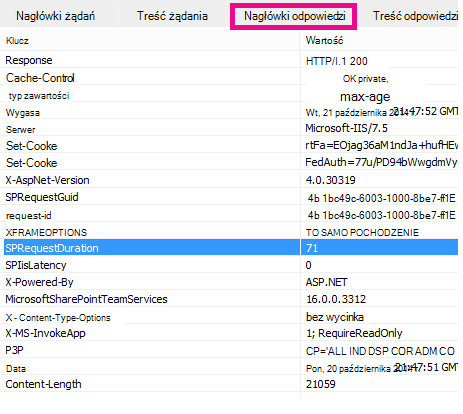 Nagłówki żądań Treść żądania Nagłówki odpowiedzi Treść odpowiedzi
Klucz Wartość
Response HTTP/I.1 200
Cache-Control OK private,
typ zawartości max-age
Wygasa Wt, 21 października 21:47:52 GMT
Serwer Microsoft-IIS/7.5
Set-Cooke rtFa=EOjag36aM1ndJa+hufHEw
Set-Cooke FedAuth=77u/PD94bWwgdmVy
X-AspNet-Version 4.0.30319
SPRequestGuid 4b 1bc49c-6003-1000-8be7-ff1E
request-id 4b 1bc49c-6003-1000-8be7-ff1E
XFRAMEOPTIONS TO SAMO POCHODZENIE
SPRequestDuration 71
SPIisLatency 0
X-Powered-By ASP.NET
MicrosoftSharePointTeamServices 16.0.0.3312
X - Content-Type-Options bez wycinka
X-MS-InvokeApp 1; RequireReadOnly
P3P CP='ALL IND DSP COR ADM CO
Data Pon, 20 października 21:47:51 GMT
Content-Length 21059